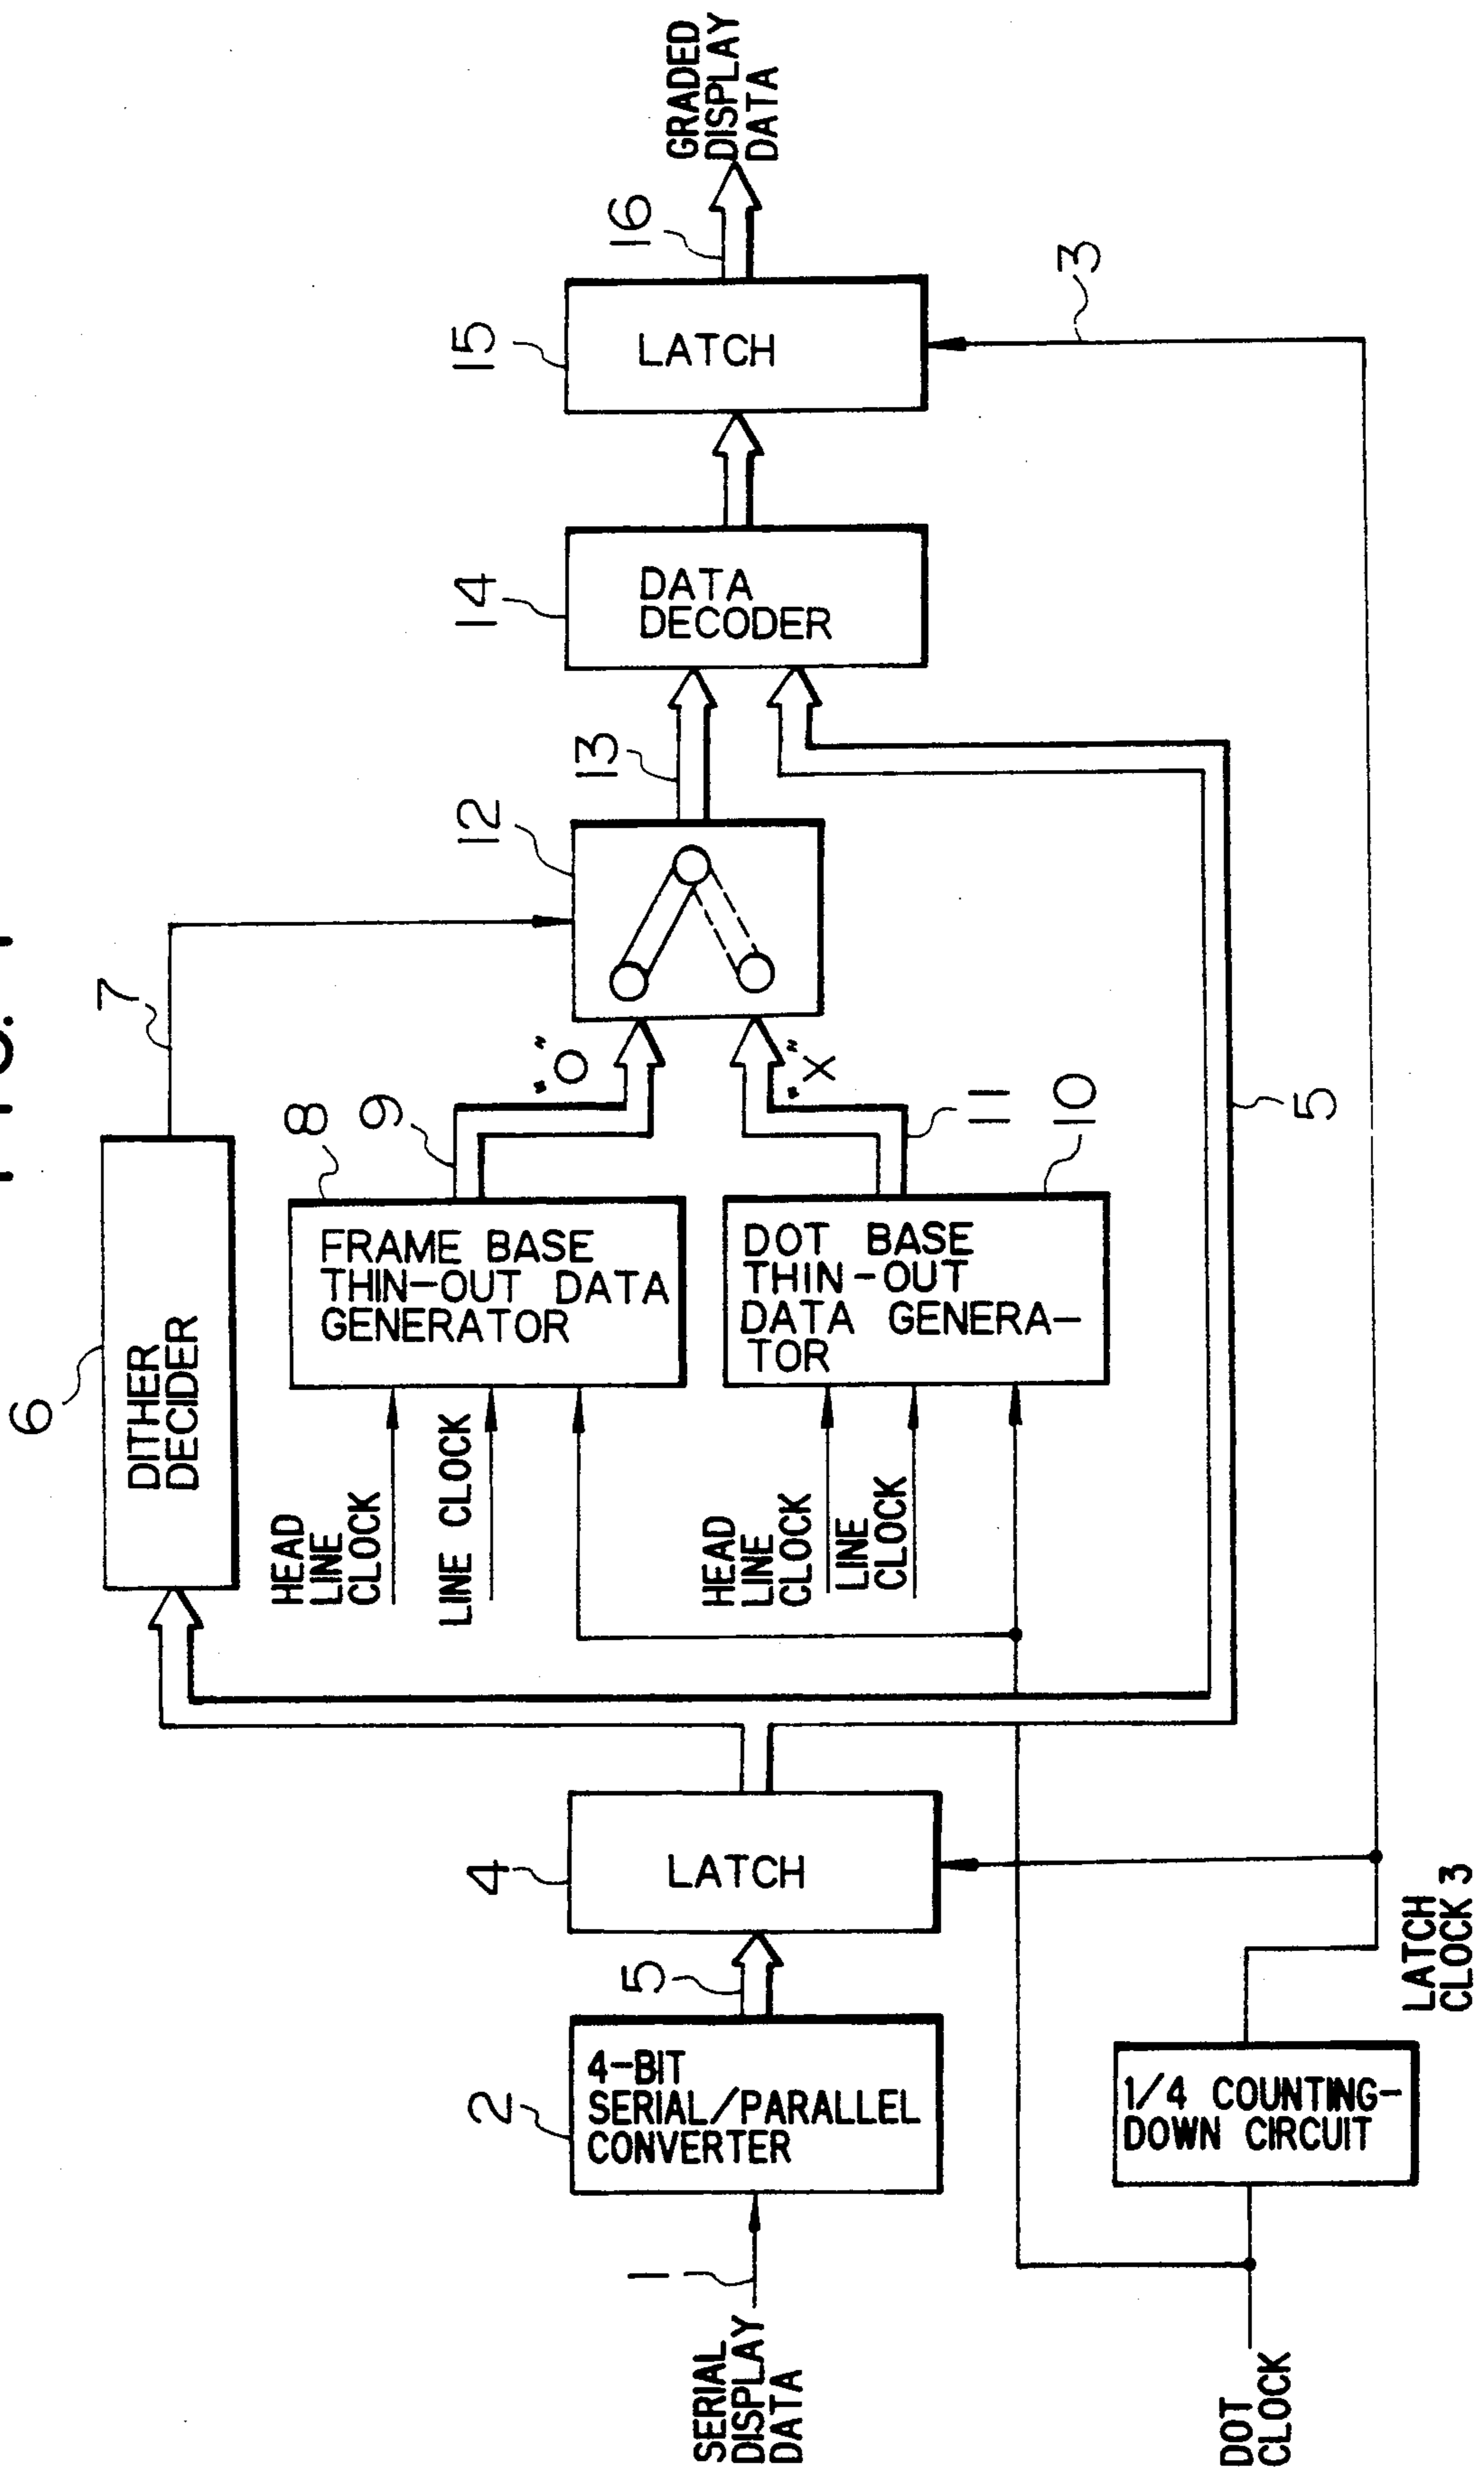 SERIAL
DISPLAY
DATA
1
2
4-BIT
SERIAL/PARALLEL
CONVERTER
5
4
LATCH
DOT
CLOCK
1/4 COUNTING-
DOWN CIRCUIT
LATCH
CLOCK 3
6
DITHER
DECIDER
7
HEAD
LINE
CLOCK
LINE CLOCK
8
FRAME BASE
THIN-OUT DATA
GENERATOR
9
"O"
HEAD
LINE
CLOCK
LINE
CLOCK
DOT BASE
THIN-OUT
DATA GENERA-
TOR
10
11
"X"
5
12
13
14
DATA
DECODER
15
LATCH
3
16
GRADED
DISPLAY
DATA